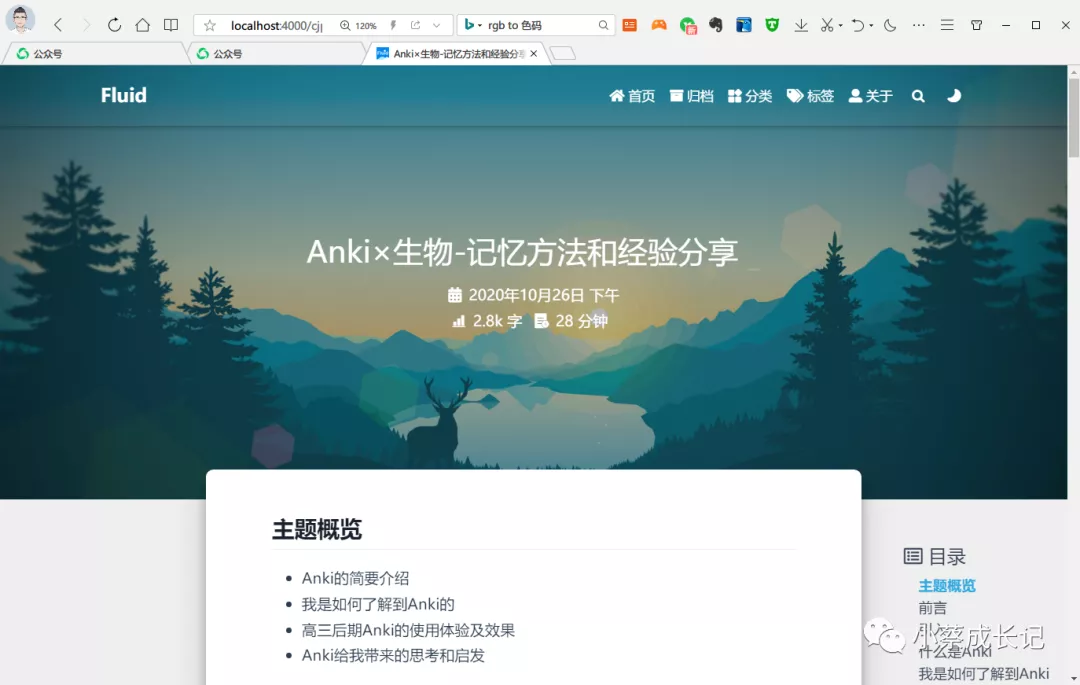 localhost:4000/cj
120%
rgb to 色码
新
公众号
公众号
Anki×生物-记忆方法和经验分享
Fluid
首页
归档
分类
标签
关于
Anki×生物-记忆方法和经验分享
2020年10月26日 下午
2.8k 字 28 分钟
主题概览
Anki的简要介绍
我是如何了解到Anki的
高三后期Anki的使用体验及效果
Anki给我带来的思考和启发
目录
主题概览
前言
小蔡成长记
什么是Anki
我是如何了解到Anki